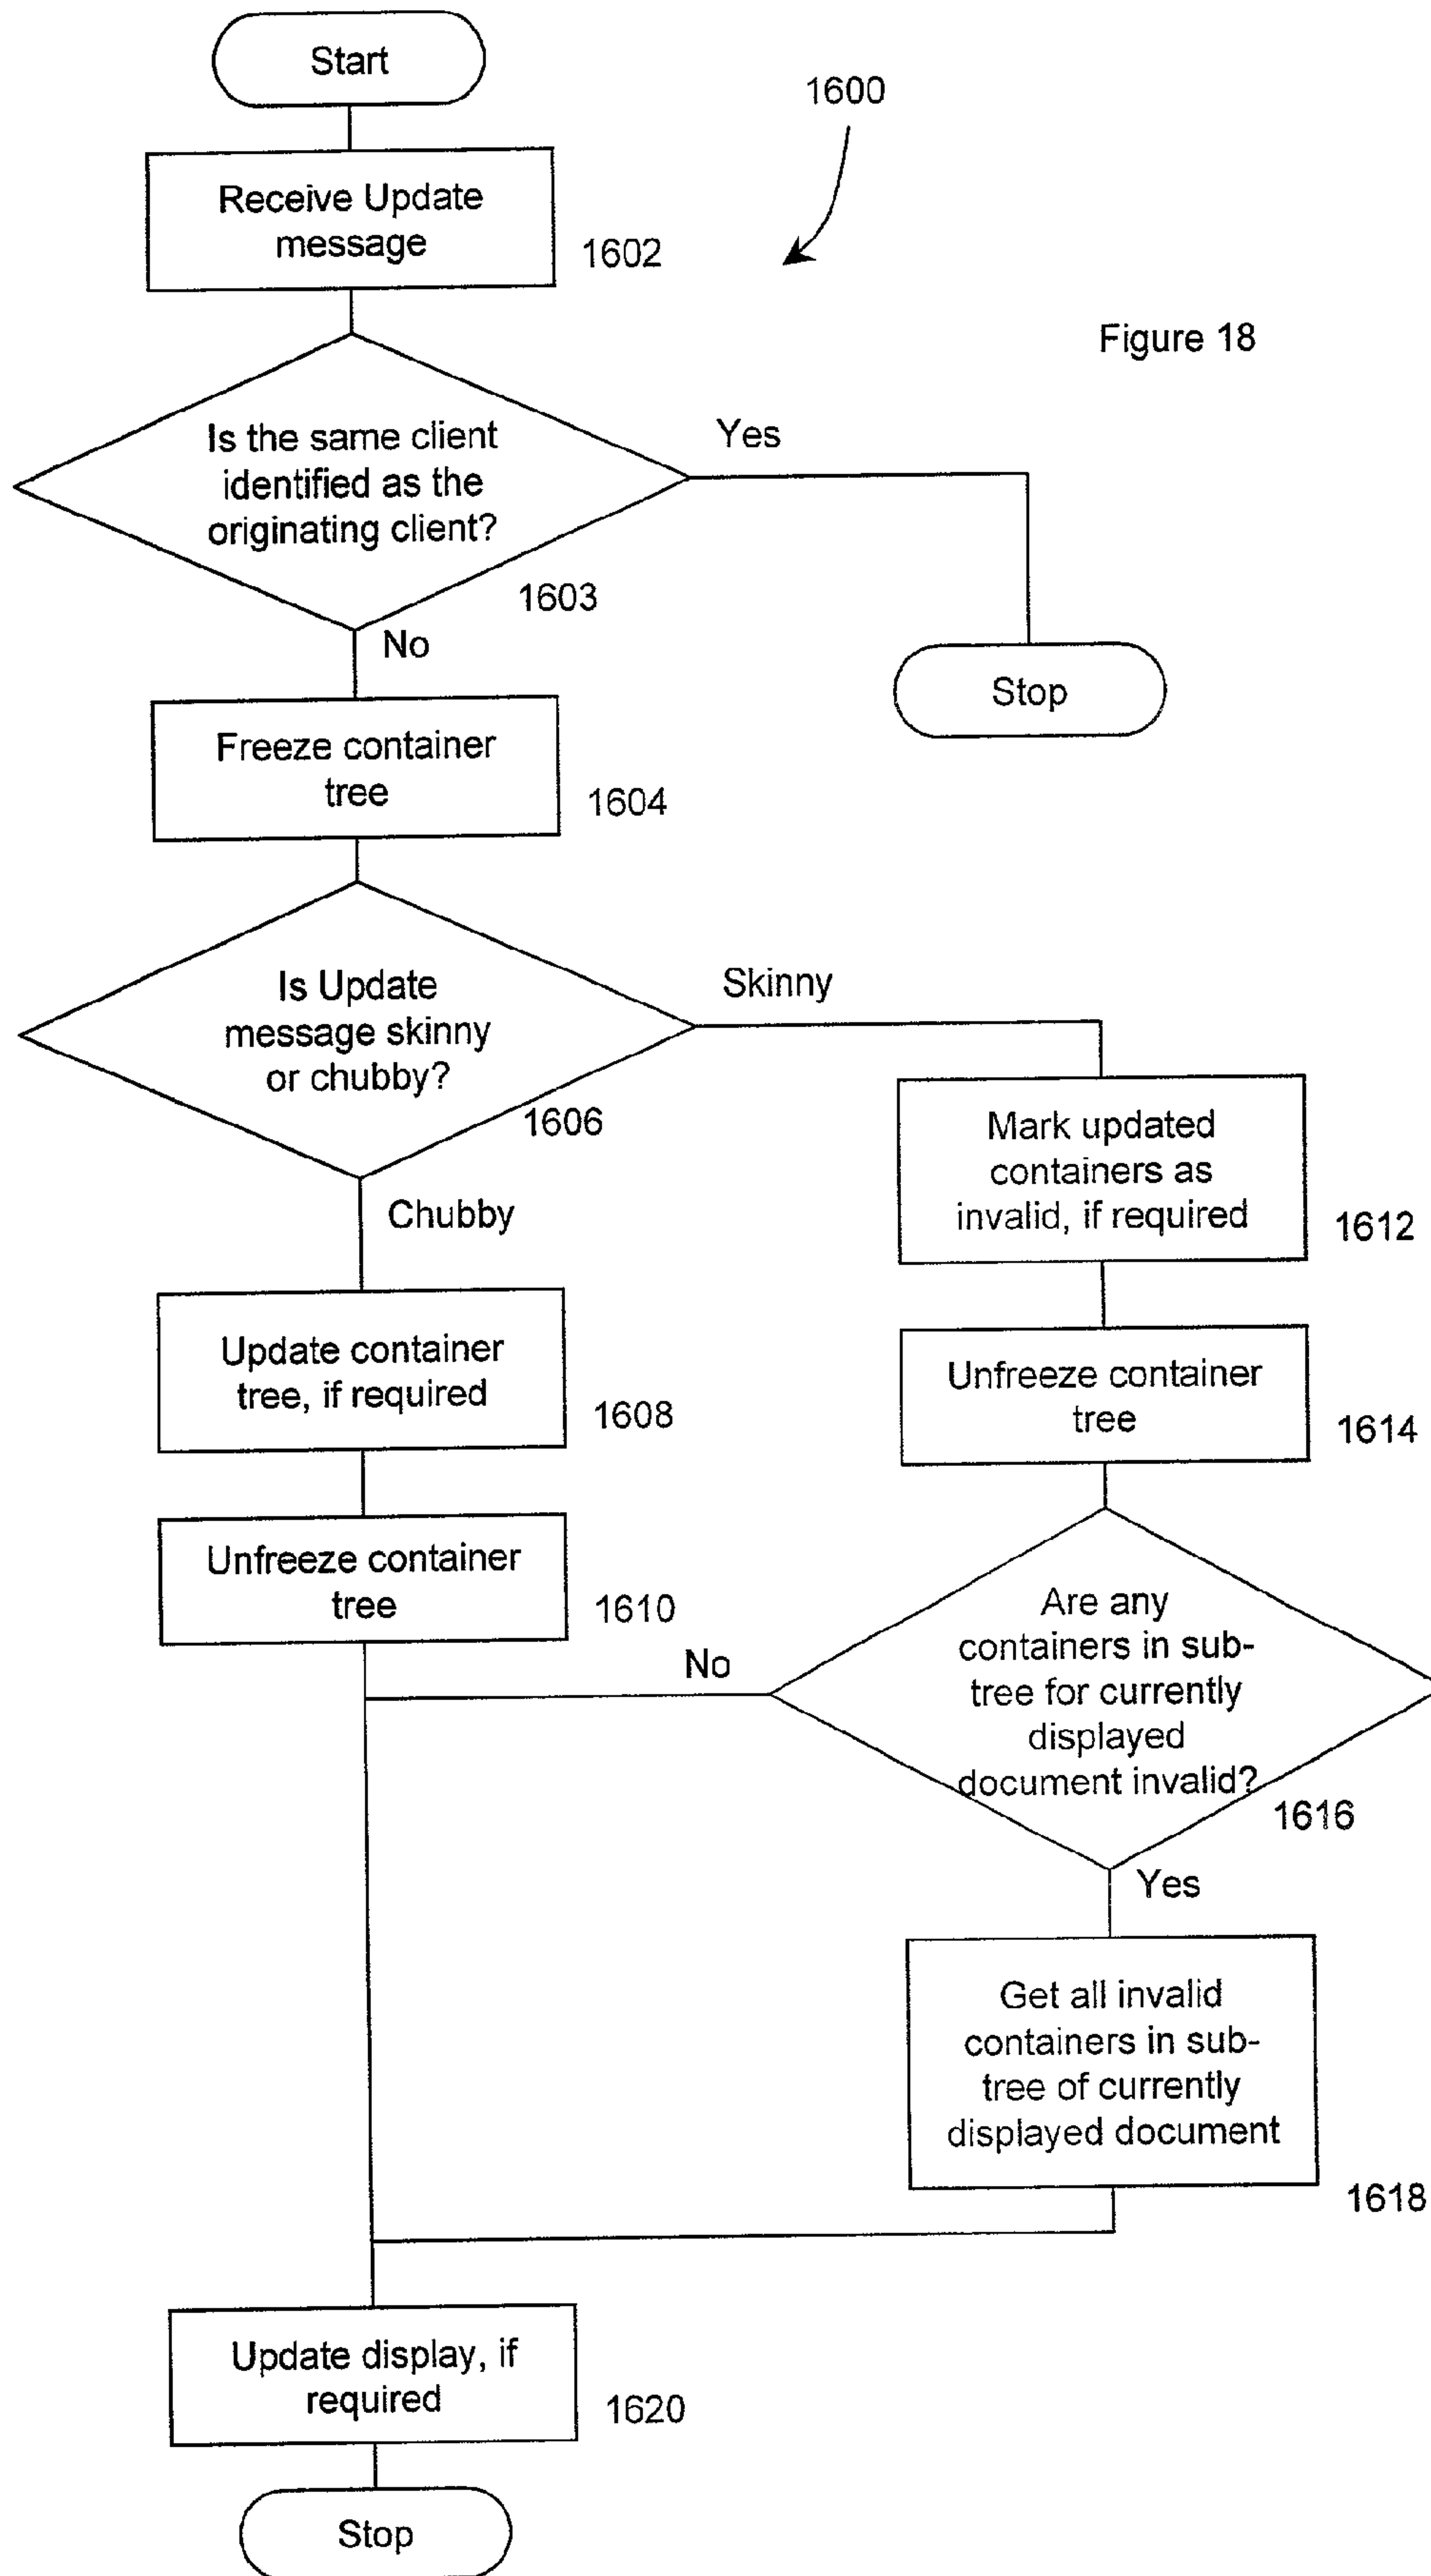 Start
1600
Receive Update
message
1602
Figure 18
Is the same client
identified as the
originating client?
Yes
1603
No
Stop
Freeze container
tree
1604
Is Update
message skinny
or chubby?
Skinny
1606
Chubby
Mark updated
containers as
invalid, if required
1612
Update container
tree, if required
1608
Unfreeze container
tree
1614
Unfreeze container
tree
1610
No
Are any
containers in sub-
tree for currently
displayed
document invalid?
1616
Yes
Get all invalid
containers in sub-
tree of currently
displayed document
1618
Update display, if
required
1620
Stop